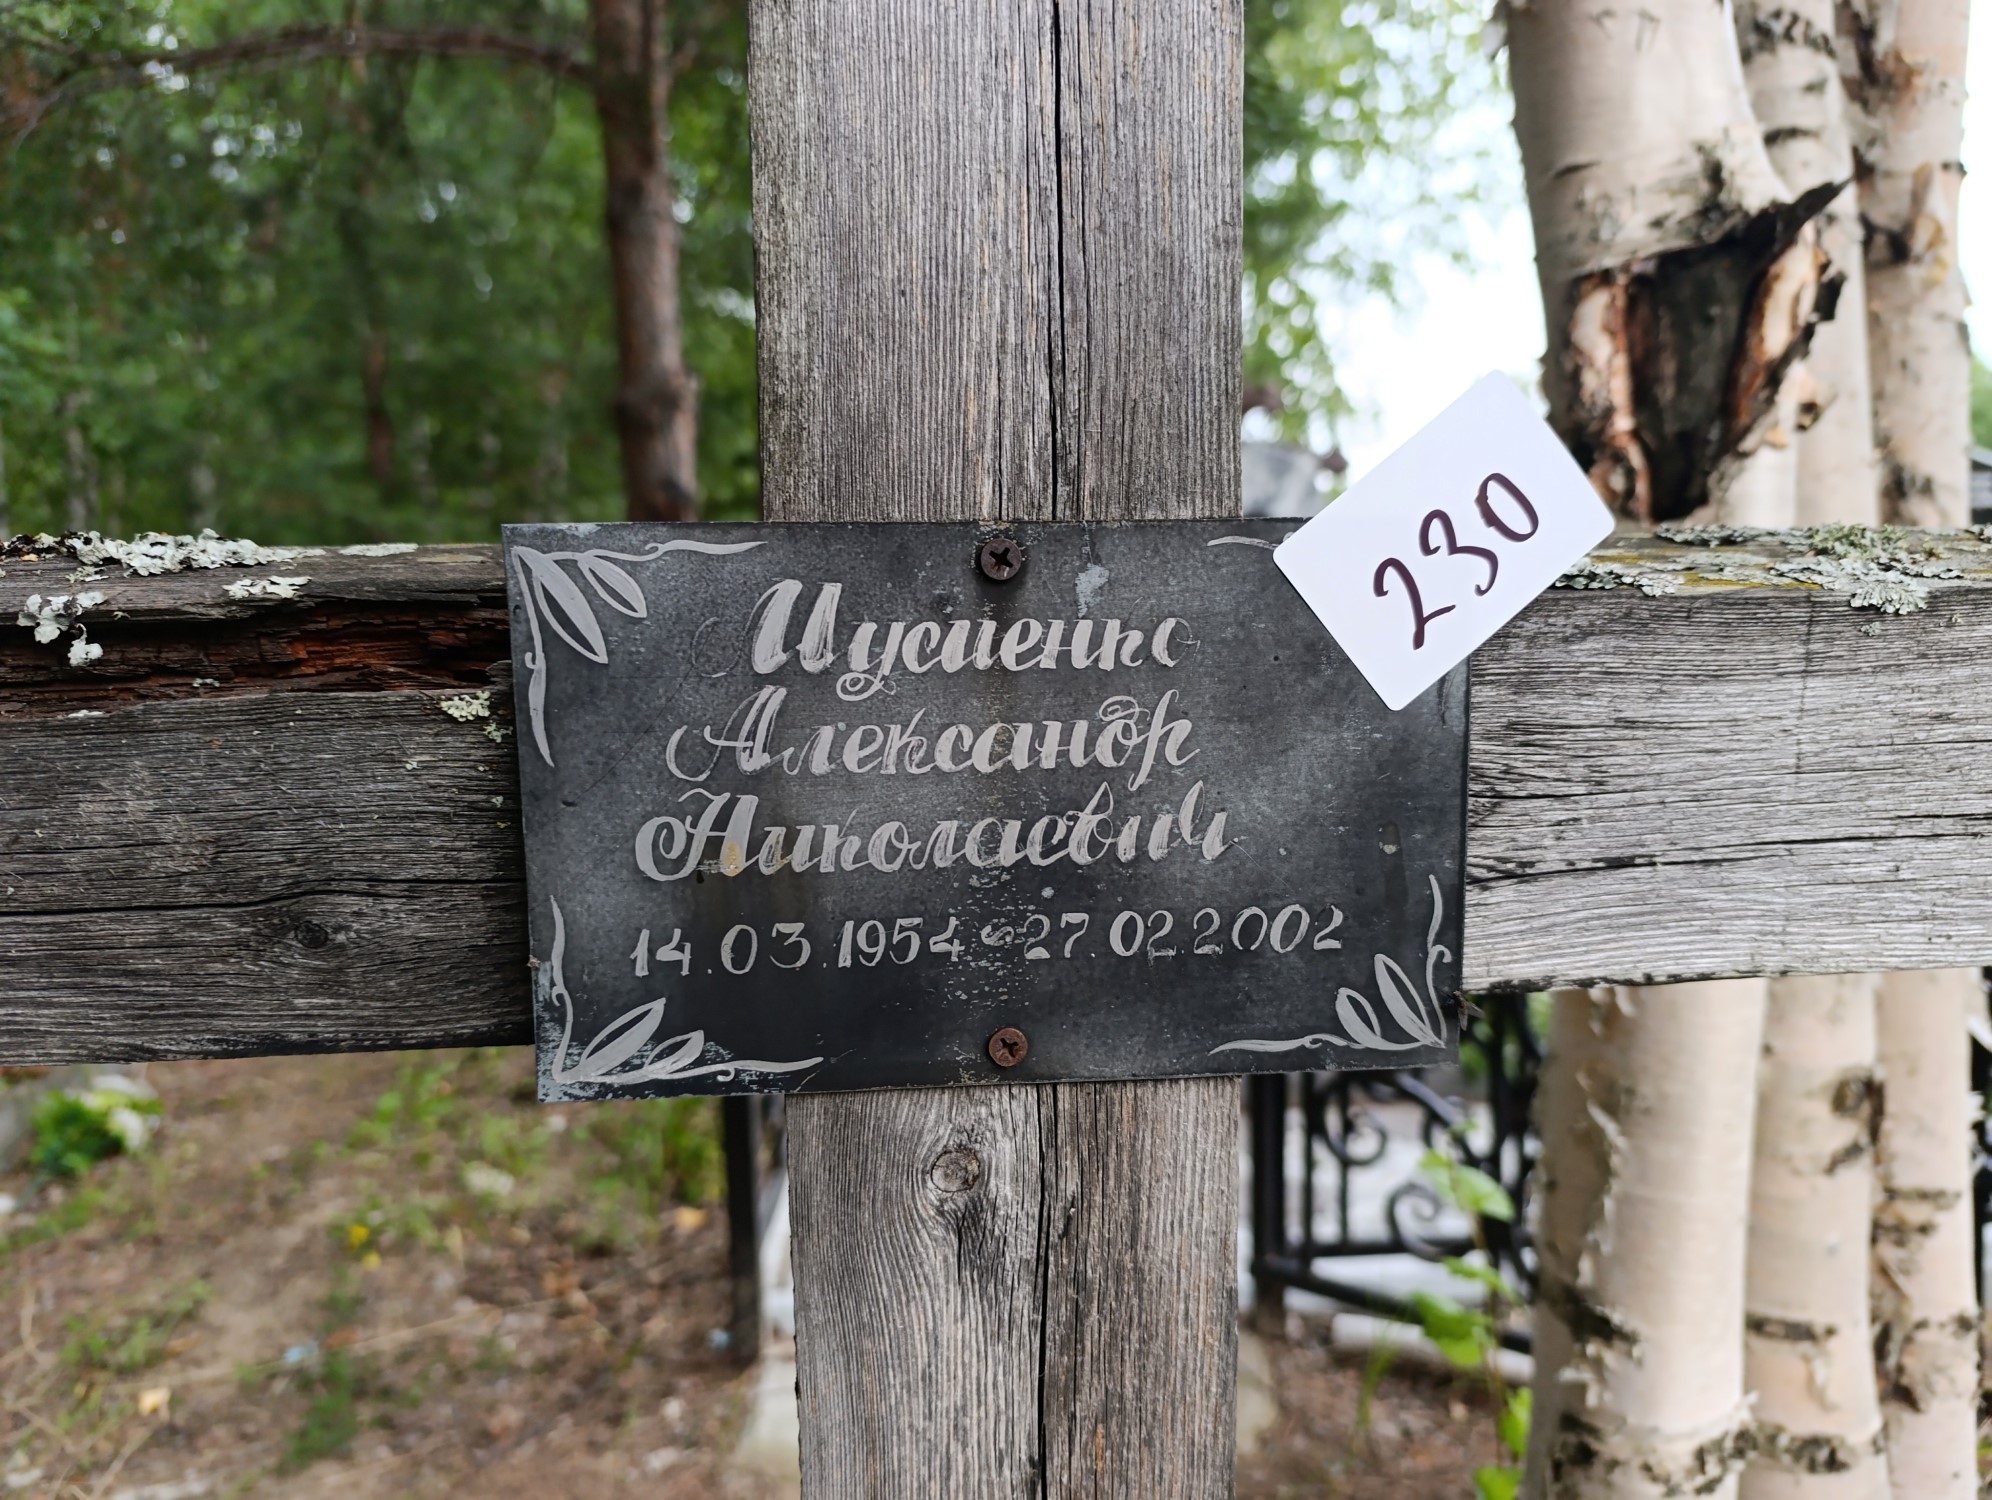 Мусиенко
Александр
Николаевич
14.03.1954 ~ 27.02.2002
230